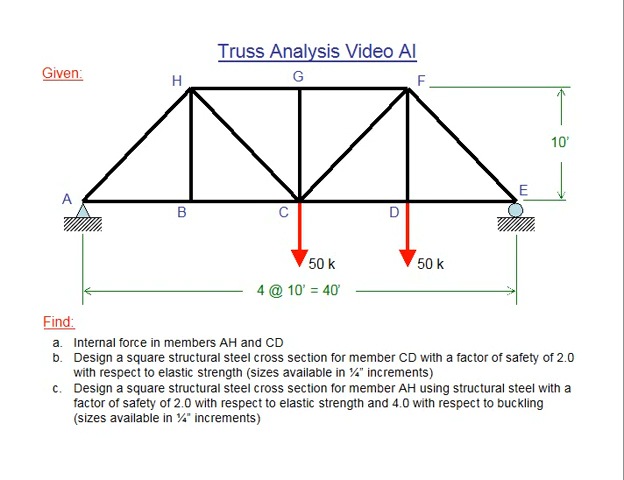 Truss Analysis Video AI
Given:
H
G
F
10'
A
E
B
C
D
50 k
50 k
4 @ 10' = 40'
Find:
a. Internal force in members AH and CD
b. Design a square structural steel cross section for member CD with a factor of safety of 2.0
with respect to elastic strength (sizes available in ¼" increments)
c. Design a square structural steel cross section for member AH using structural steel with a
factor of safety of 2.0 with respect to elastic strength and 4.0 with respect to buckling
(sizes available in ¼" increments)